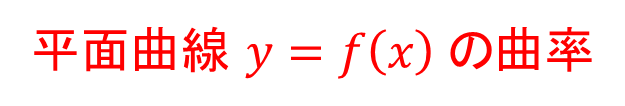 平面曲線 y = f(x) の曲率